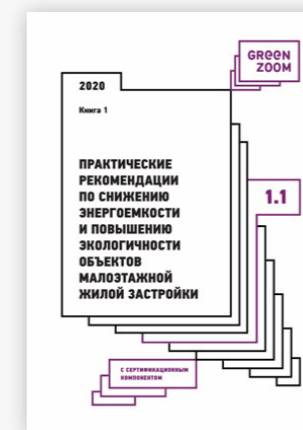 GREEN
ZOOM
2020
Книга 1
ПРАКТИЧЕСКИЕ
РЕКОМЕНДАЦИИ
ПО СНИЖЕНИЮ
ЭНЕРГОЕМКОСТИ
И ПОВЫШЕНИЮ
ЭКОЛОГИЧНОСТИ
ОБЪЕКТОВ
МАЛОЭТАЖНОЙ
ЖИЛОЙ ЗАСТРОЙКИ
1.1
С СЕРТИФИКАЦИОННЫМ
КОМПОНЕНТОМ